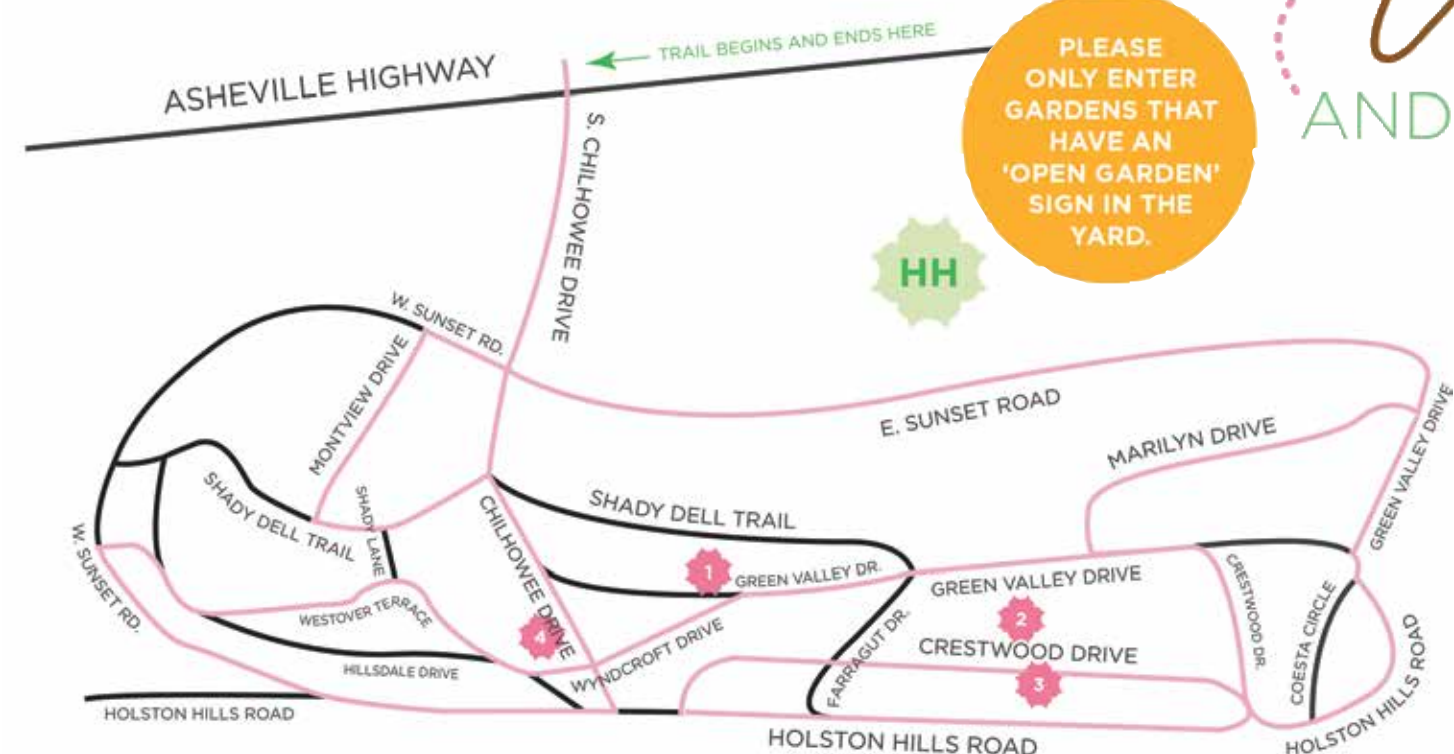 TRAIL BEGINS AND ENDS HERE
ASHEVILLE HIGHWAY
PLEASE
ONLY ENTER
GARDENS THAT
HAVE AN
'OPEN GARDEN'
SIGN IN THE
YARD.
AND
S. CHILHOWEE DRIVE
HH
W. SUNSET RD.
MONTVIEW DRIVE
E. SUNSET ROAD
MARILYN DRIVE
GREEN VALLEY DRIVE
SHADY DELL TRAIL
SHADY LANE
CHILHOWEE DRIVE
SHADY DELL TRAIL
W. SUNSET RD.
1
GREEN VALLEY DR.
GREEN VALLEY DRIVE
CRESTWOOD DR.
COESTA CIRCLE
WESTOVER TERRACE
4
WYNDCROFT DRIVE
FARRAGUT DR.
2
CRESTWOOD DRIVE
3
HILLSDALE DRIVE
HOLSTON HILLS ROAD
HOLSTON HILLS ROAD
HOLSTON HILLS ROAD